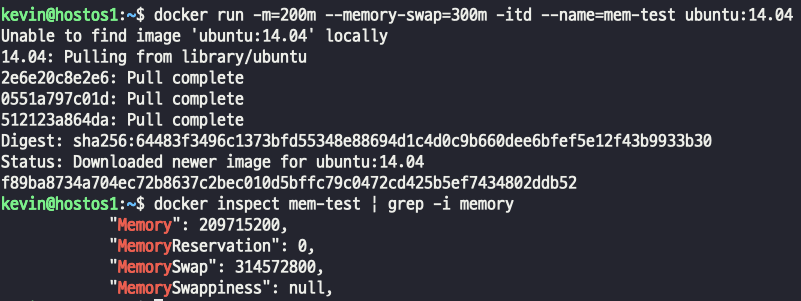 kevin@hostos1:~$ docker run -m=200m --memory-swap=300m -itd --name=mem-test ubuntu:14.04
Unable to find image 'ubuntu:14.04' locally
14.04: Pulling from library/ubuntu
2e6e20c8e2e6: Pull complete
0551a797c01d: Pull complete
512123a864da: Pull complete
Digest: sha256:64483f3496c1373bfd55348e88694d1c4d0c9b660dee6bfef5e12f43b9933b30
Status: Downloaded newer image for ubuntu:14.04
f89ba8734a704ec72b8637c2bec010d5bffc79c0472cd425b5ef7434802ddb52
kevin@hostos1:~$ docker inspect mem-test | grep -i memory
"Memory": 209715200,
"MemoryReservation": 0,
"MemorySwap": 314572800,
"MemorySwappiness": null,